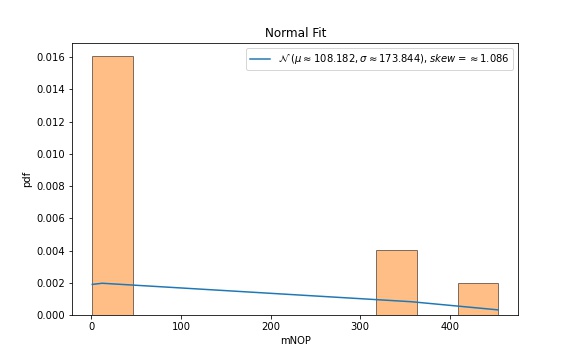 Normal Fit
𝒩(μ ≈ 108.182, σ ≈ 173.844), skew = ≈ 1.086
pdf
0.016
0.014
0.012
0.010
0.008
0.006
0.004
0.002
0.000
0 100 200 300 400
mNOP